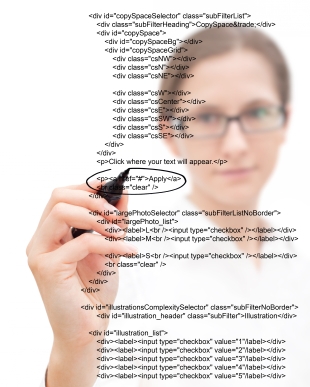 <div id="copySpaceSelector" class="subFilterList">
<div class="subFilterHeading">CopySpace&trade;</div>
<div id="copySpace">
<div id="copySpaceBg"></div>
<div id="copySpaceGrid">
<div class="csNW"></div>
<div class="csN"></div>
<div class="csNE"></div>
<div class="csW"></div>
<div class="csCenter"></div>
<div class="csE"></div>
<div class="csSW"></div>
<div class="csS"></div>
<div class="csSE"></div>
</div>
</div>
<p>Click where your text will appear.</p>
<p><a href="#">Apply</a>
<br class="clear" />
</div>
<div id="largePhotoSelector" class="subFilterListNoBorder">
<div id="largePhoto_list">
<div><label>L<br /><input type="checkbox" /></label></div>
<div><label>M<br /><input type="checkbox" /></label></div>
<div><label>S<br /><input type="checkbox" /></label></div>
<br class="clear" />
</div>
</div>
</div>
<div id="illustrationsComplexitySelector" class="subFilterNoBorder">
<div id="illustration_header" class="subFilter">Illustration</div>
<div id="illustration_list">
<div><label><input type="checkbox" value="1"/label></div>
<div><label><input type="checkbox" value="2"/label></div>
<div><label><input type="checkbox" value="3"/label></div>
<div><label><input type="checkbox" value="4"/label></div>
<div><label><input type="checkbox" value="5"/label></div>